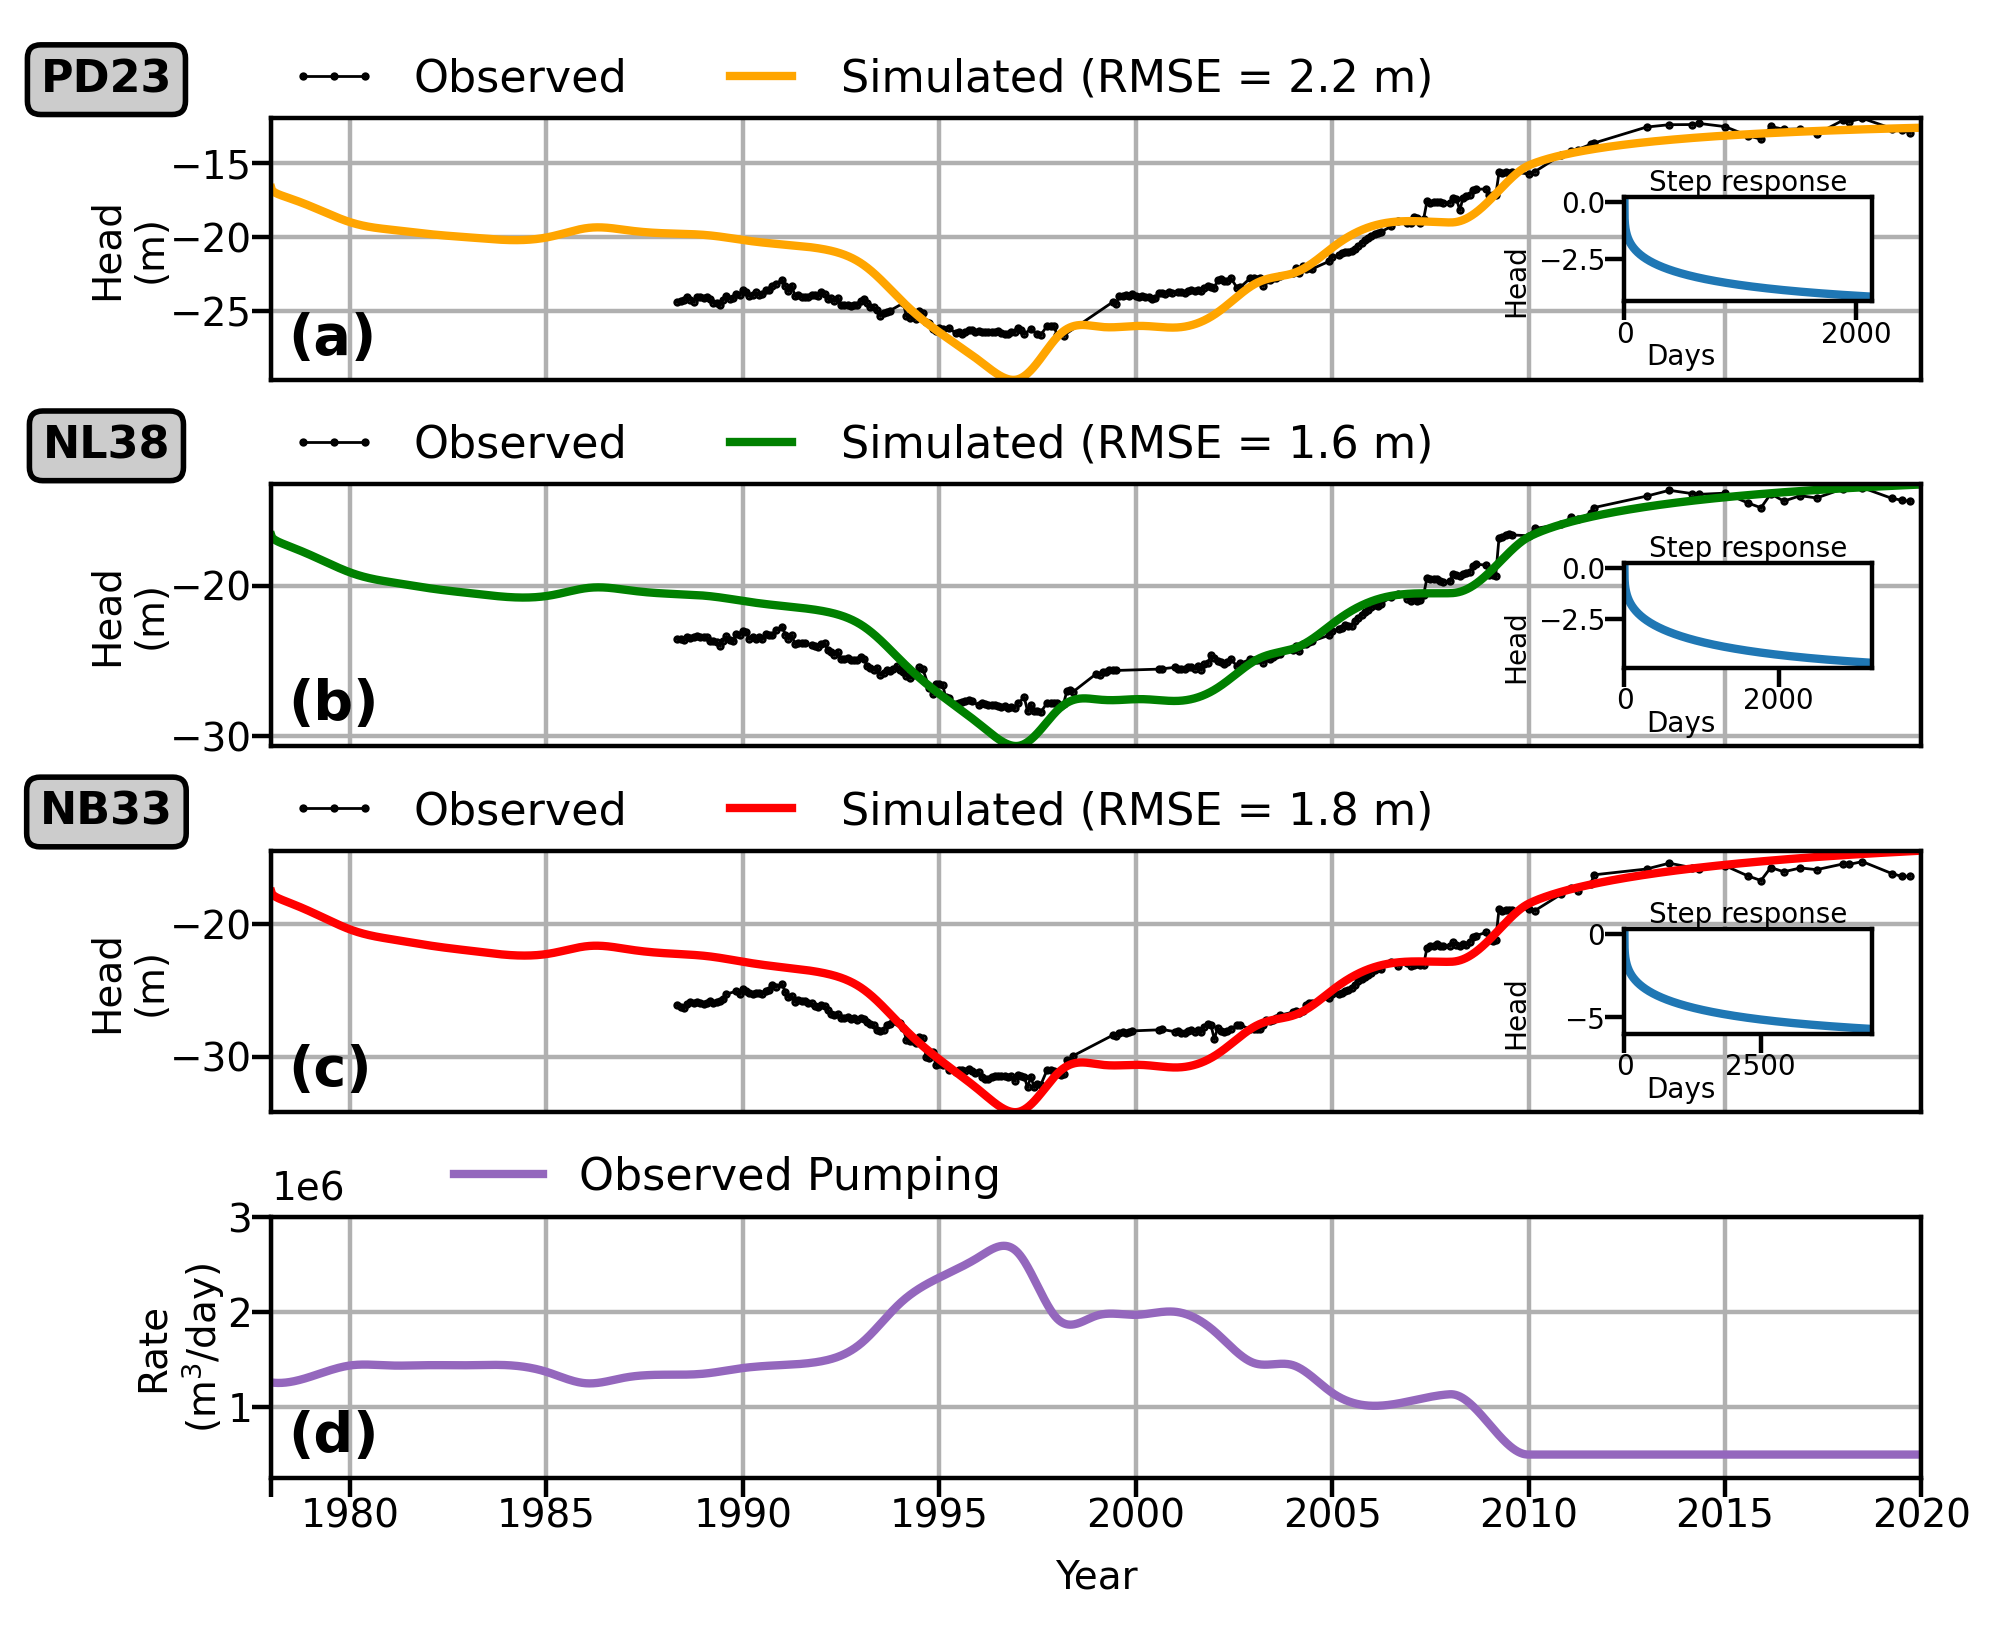 PD23
Observed
Simulated (RMSE = 2.2 m)
−15
−20
−25
Head
(m)
(a)
Step response
0.0
−2.5
Head
0
2000
Days
NL38
Observed
Simulated (RMSE = 1.6 m)
−20
−30
Head
(m)
(b)
Step response
0.0
−2.5
Head
0
2000
Days
NB33
Observed
Simulated (RMSE = 1.8 m)
−20
−30
Head
(m)
(c)
Step response
0
−5
Head
0
2500
Days
1e6
Observed Pumping
3
2
1
Rate
(m³/day)
(d)
1980
1985
1990
1995
2000
2005
2010
2015
2020
Year